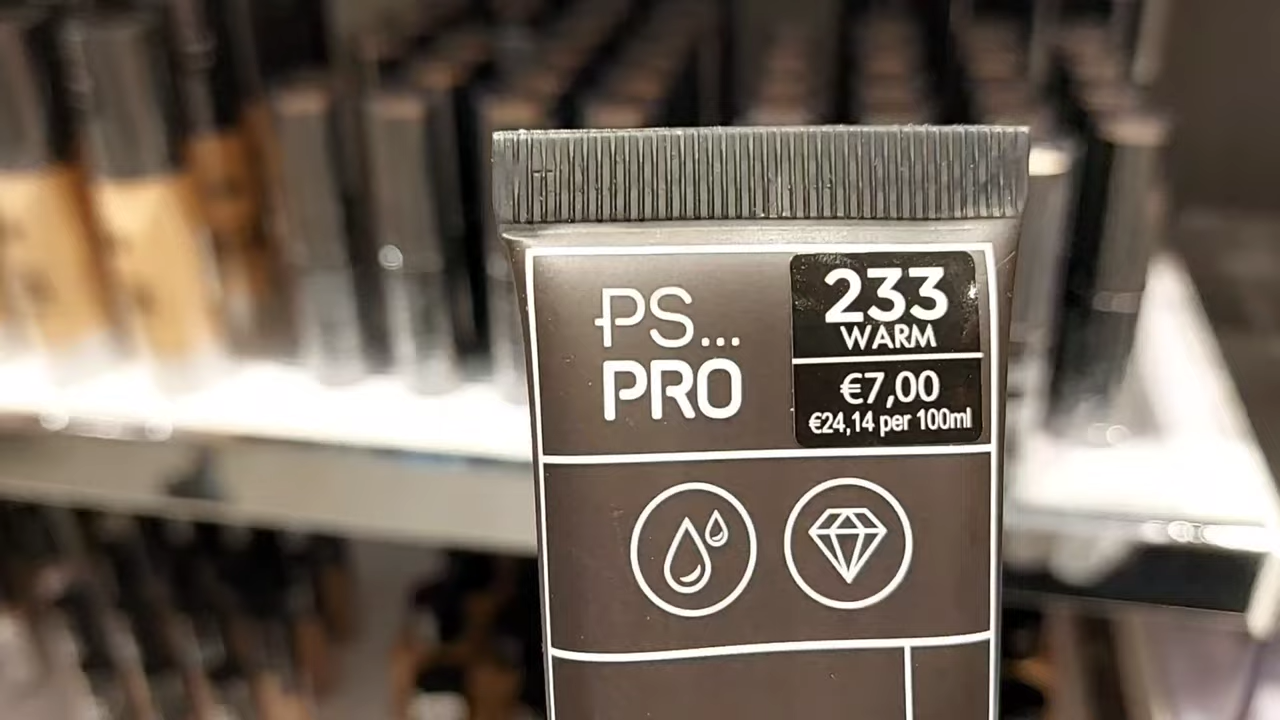 PS...
PRO
233
WARM
€7,00
€24,14 per 100ml